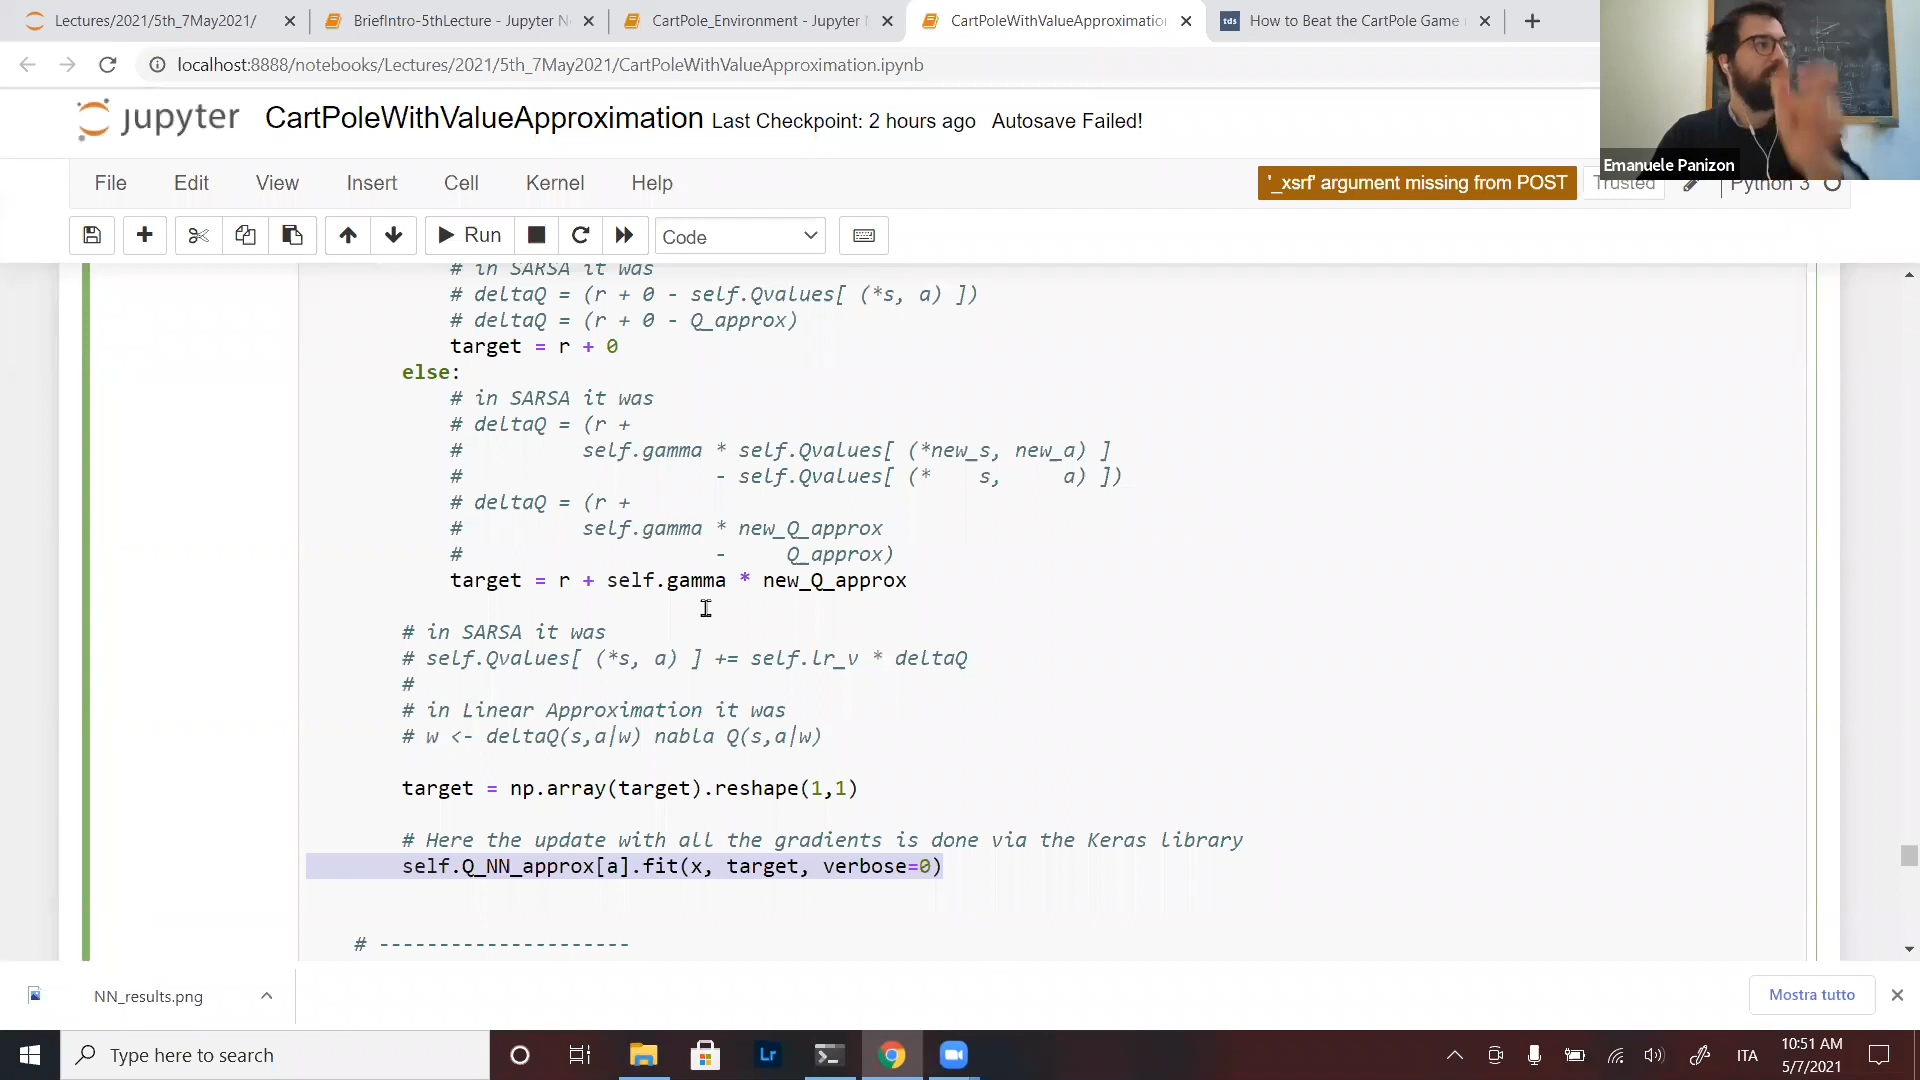 Lectures/2021/5th_7May2021/
BriefIntro-5thLecture - Jupyter N
CartPole_Environment - Jupyter
CartPoleWithValueApproximatio
tds How to Beat the CartPole Game
localhost:8888/notebooks/Lectures/2021/5th_7May2021/CartPoleWithValueApproximation.ipynb
jupyter CartPoleWithValueApproximation Last Checkpoint: 2 hours ago Autosave Failed!
Emanuele Panizon
File Edit View Insert Cell Kernel Help
'_xsrf' argument missing from POST Trusted Python 3
Run Code
# in SARSA it was
# deltaQ = (r + 0 - self.Qvalues[ (*s, a) ])
# deltaQ = (r + 0 - Q_approx)
target = r + 0
else:
# in SARSA it was
# deltaQ = (r +
#          self.gamma * self.Qvalues[ (*new_s, new_a) ]
#                     - self.Qvalues[ (*    s,     a) ])
# deltaQ = (r +
#          self.gamma * new_Q_approx
#                     -     Q_approx)
target = r + self.gamma * new_Q_approx
# in SARSA it was
# self.Qvalues[ (*s, a) ] += self.lr_v * deltaQ
#
# in Linear Approximation it was
# w <- deltaQ(s,a|w) nabla Q(s,a|w)
target = np.array(target).reshape(1,1)
# Here the update with all the gradients is done via the Keras library
self.Q_NN_approx[a].fit(x, target, verbose=0)
# ---------------------
NN_results.png
Mostra tutto
Type here to search
Lr
ITA
10:51 AM
5/7/2021